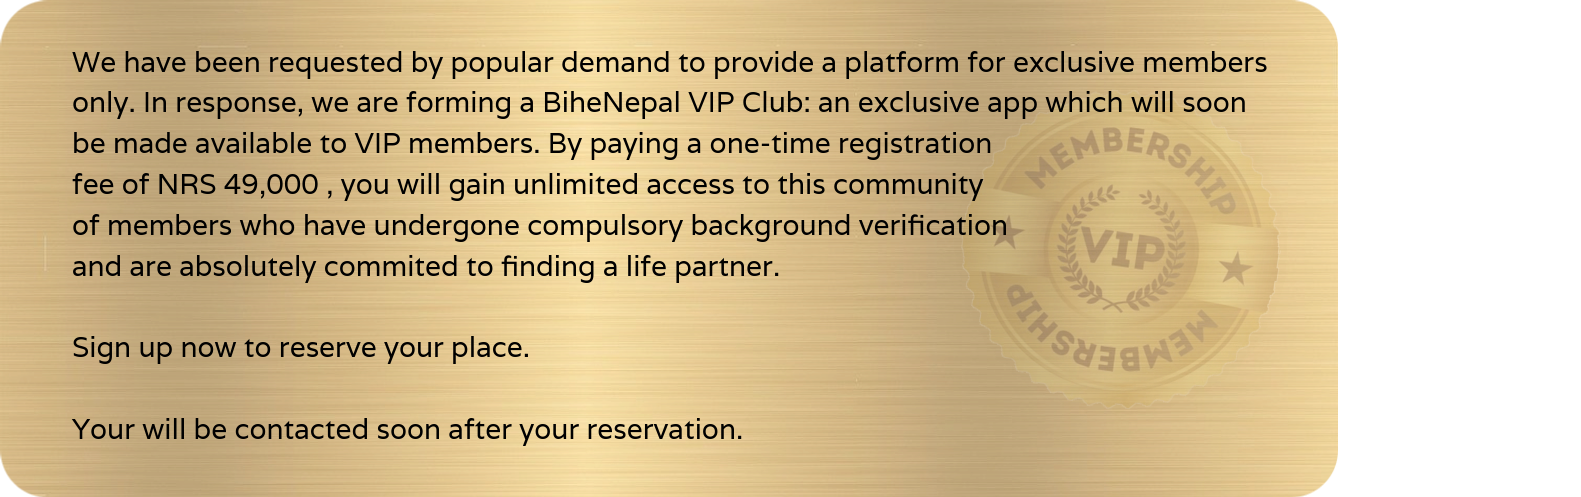 We have been requested by popular demand to provide a platform for exclusive members
only. In response, we are forming a BiheNepal VIP Club: an exclusive app which will soon
be made available to VIP members. By paying a one-time registration
fee of NRS 49,000 , you will gain unlimited access to this community
of members who have undergone compulsory background verification
and are absolutely commited to finding a life partner.
Sign up now to reserve your place.
Your will be contacted soon after your reservation.
MEMBERSHIP
VIP
MEMBERSHIP